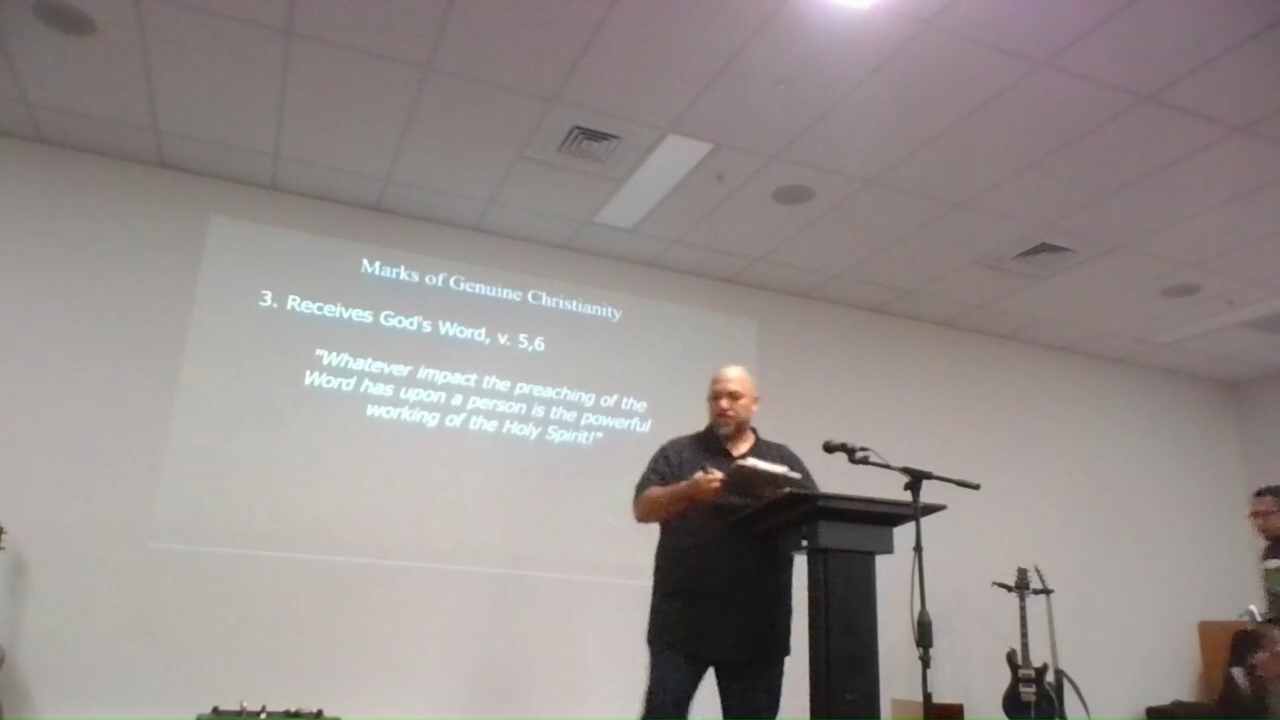 Marks of Genuine Christianity
3. Receives God's Word, v. 5,6
"Whatever impact the preaching of the
Word has upon a person is the powerful
working of the Holy Spirit!"